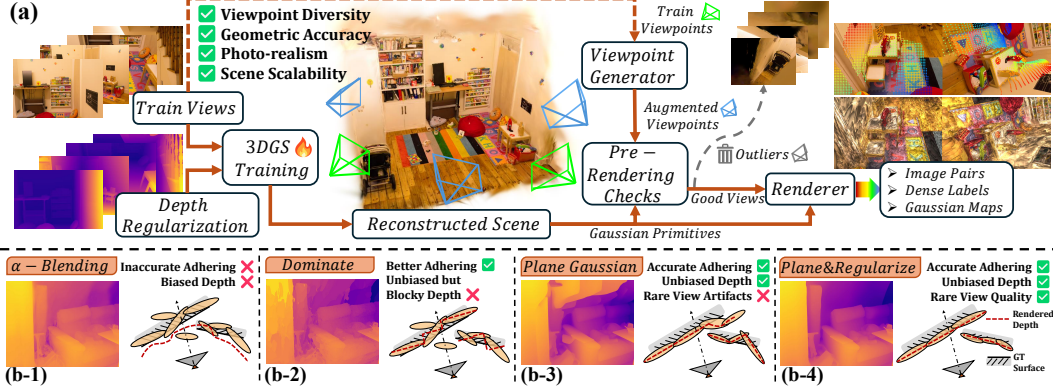 (a)
Viewpoint Diversity
Geometric Accuracy
Photo-realism
Scene Scalability
Train Views
3DGS
Training
Depth
Regularization
Reconstructed Scene
Train
Viewpoints
Viewpoint
Generator
Augmented
Viewpoints
Pre –
Rendering
Checks
Outliers
Good Views
Gaussian Primitives
Renderer
➢ Image Pairs
➢ Dense Labels
➢ Gaussian Maps
α – Blending
Inaccurate Adhering
Biased Depth
(b-1)
Dominate
Better Adhering
Unbiased but
Blocky Depth
(b-2)
Plane Gaussian
Accurate Adhering
Unbiased Depth
Rare View Artifacts
(b-3)
Plane&Regularize
Accurate Adhering
Unbiased Depth
Rare View Quality
Rendered
Depth
GT
Surface
(b-4)